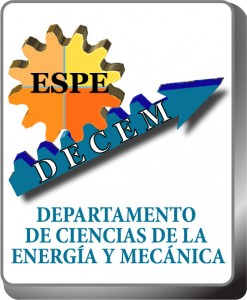 ESPE
DECEM
DEPARTAMENTO
DE CIENCIAS DE LA
ENERGÍA Y MECÁNICA